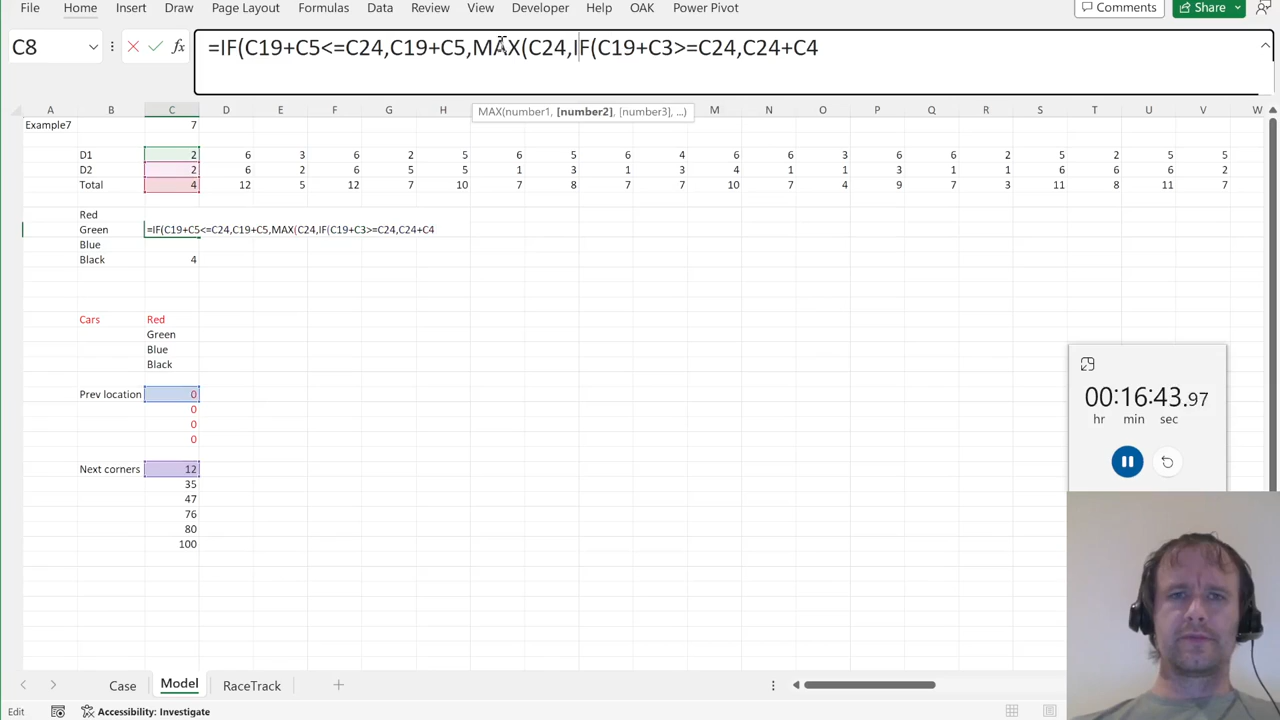 File Home Insert Draw Page Layout Formulas Data Review View Developer Help OAK Power Pivot Comments Share
C8 fx =IF(C19+C5<=C24,C19+C5,MAX(C24,IF(C19+C3>=C24,C24+C4
MAX(number1, [number2], [number3], ...)
A B C D E F G H M N O P Q R S T U V W
Example7 7
D1 2 6 3 6 2 5 6 5 6 4 6 6 3 6 6 2 5 2 5 5
D2 2 6 2 6 5 5 1 3 1 3 4 1 1 3 1 1 6 6 6 2
Total 4 12 5 12 7 10 7 8 7 7 10 7 4 9 7 3 11 8 11 7
Red
Green =IF(C19+C5<=C24,C19+C5,MAX(C24,IF(C19+C3>=C24,C24+C4
Blue
Black 4
Cars Red
Green
Blue
Black
Prev location 0
0
0
0
Next corners 12
35
47
76
80
100
00:16:43.97
hr min sec
Case Model RaceTrack
Edit Accessibility: Investigate